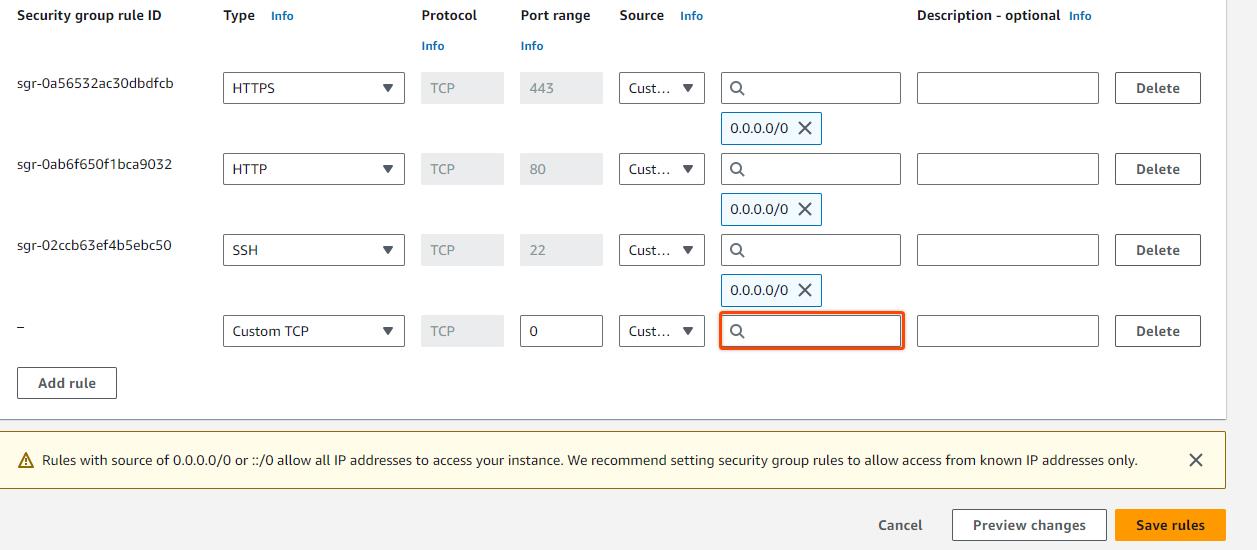 Security group rule ID Type Info Protocol Port range Source Info Description - optional Info
Info Info
sgr-0a56532ac30dbdfcb HTTPS TCP 443 Cust... Delete
0.0.0.0/0
sgr-0ab6f650f1bca9032 HTTP TCP 80 Cust... Delete
0.0.0.0/0
sgr-02ccb63ef4b5ebc50 SSH TCP 22 Cust... Delete
0.0.0.0/0
– Custom TCP TCP 0 Cust... Delete
Add rule
Rules with source of 0.0.0.0/0 or ::/0 allow all IP addresses to access your instance. We recommend setting security group rules to allow access from known IP addresses only.
Cancel Preview changes Save rules